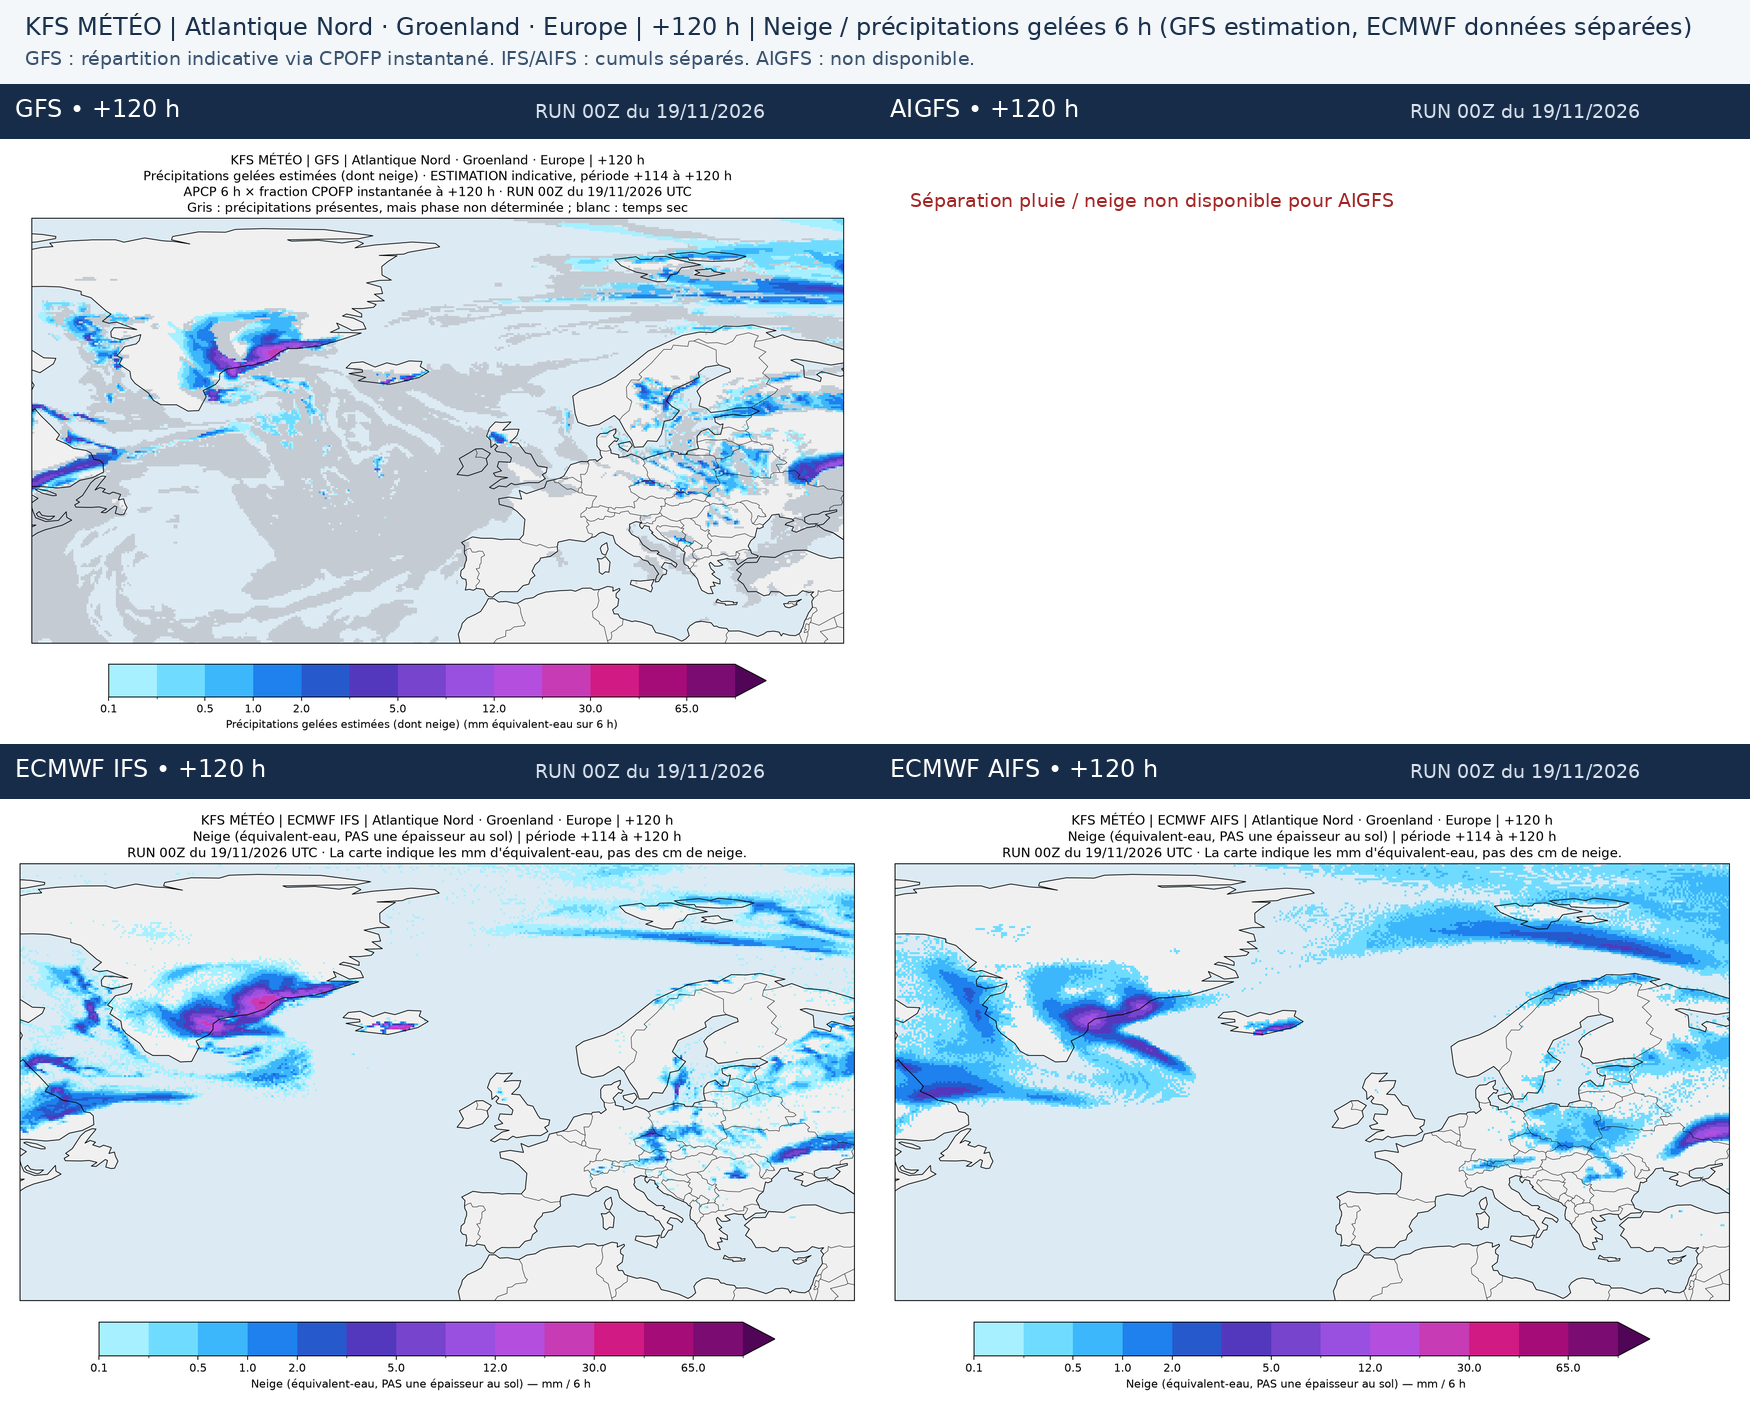 KFS MÉTÉO | Atlantique Nord · Groenland · Europe | +120 h | Neige / précipitations gelées 6 h (GFS estimation, ECMWF données séparées)
GFS : répartition indicative via CPOFP instantané. IFS/AIFS : cumuls séparés. AIGFS : non disponible.
GFS • +120 h RUN 00Z du 19/11/2026
KFS MÉTÉO | GFS | Atlantique Nord · Groenland · Europe | +120 h
Précipitations gelées estimées (dont neige) · ESTIMATION indicative, période +114 à +120 h
APCP 6 h × fraction CPOFP instantanée à +120 h · RUN 00Z du 19/11/2026 UTC
Gris : précipitations présentes, mais phase non déterminée ; blanc : temps sec
0.1 0.5 1.0 2.0 5.0 12.0 30.0 65.0
Précipitations gelées estimées (dont neige) (mm équivalent-eau sur 6 h)
AIGFS • +120 h RUN 00Z du 19/11/2026
Séparation pluie / neige non disponible pour AIGFS
ECMWF IFS • +120 h RUN 00Z du 19/11/2026
KFS MÉTÉO | ECMWF IFS | Atlantique Nord · Groenland · Europe | +120 h
Neige (équivalent-eau, PAS une épaisseur au sol) | période +114 à +120 h
RUN 00Z du 19/11/2026 UTC · La carte indique les mm d'équivalent-eau, pas des cm de neige.
0.1 0.5 1.0 2.0 5.0 12.0 30.0 65.0
Neige (équivalent-eau, PAS une épaisseur au sol) — mm / 6 h
ECMWF AIFS • +120 h RUN 00Z du 19/11/2026
KFS MÉTÉO | ECMWF AIFS | Atlantique Nord · Groenland · Europe | +120 h
Neige (équivalent-eau, PAS une épaisseur au sol) | période +114 à +120 h
RUN 00Z du 19/11/2026 UTC · La carte indique les mm d'équivalent-eau, pas des cm de neige.
0.1 0.5 1.0 2.0 5.0 12.0 30.0 65.0
Neige (équivalent-eau, PAS une épaisseur au sol) — mm / 6 h